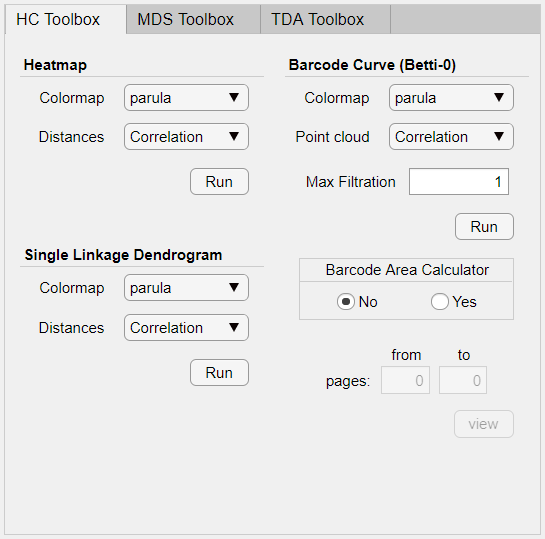 HC Toolbox
MDS Toolbox
TDA Toolbox
Heatmap
Colormap parula
Distances Correlation
Run
Single Linkage Dendrogram
Colormap parula
Distances Correlation
Run
Barcode Curve (Betti-0)
Colormap parula
Point cloud Correlation
Max Filtration 1
Run
Barcode Area Calculator
No Yes
from to
pages: 0 0
view